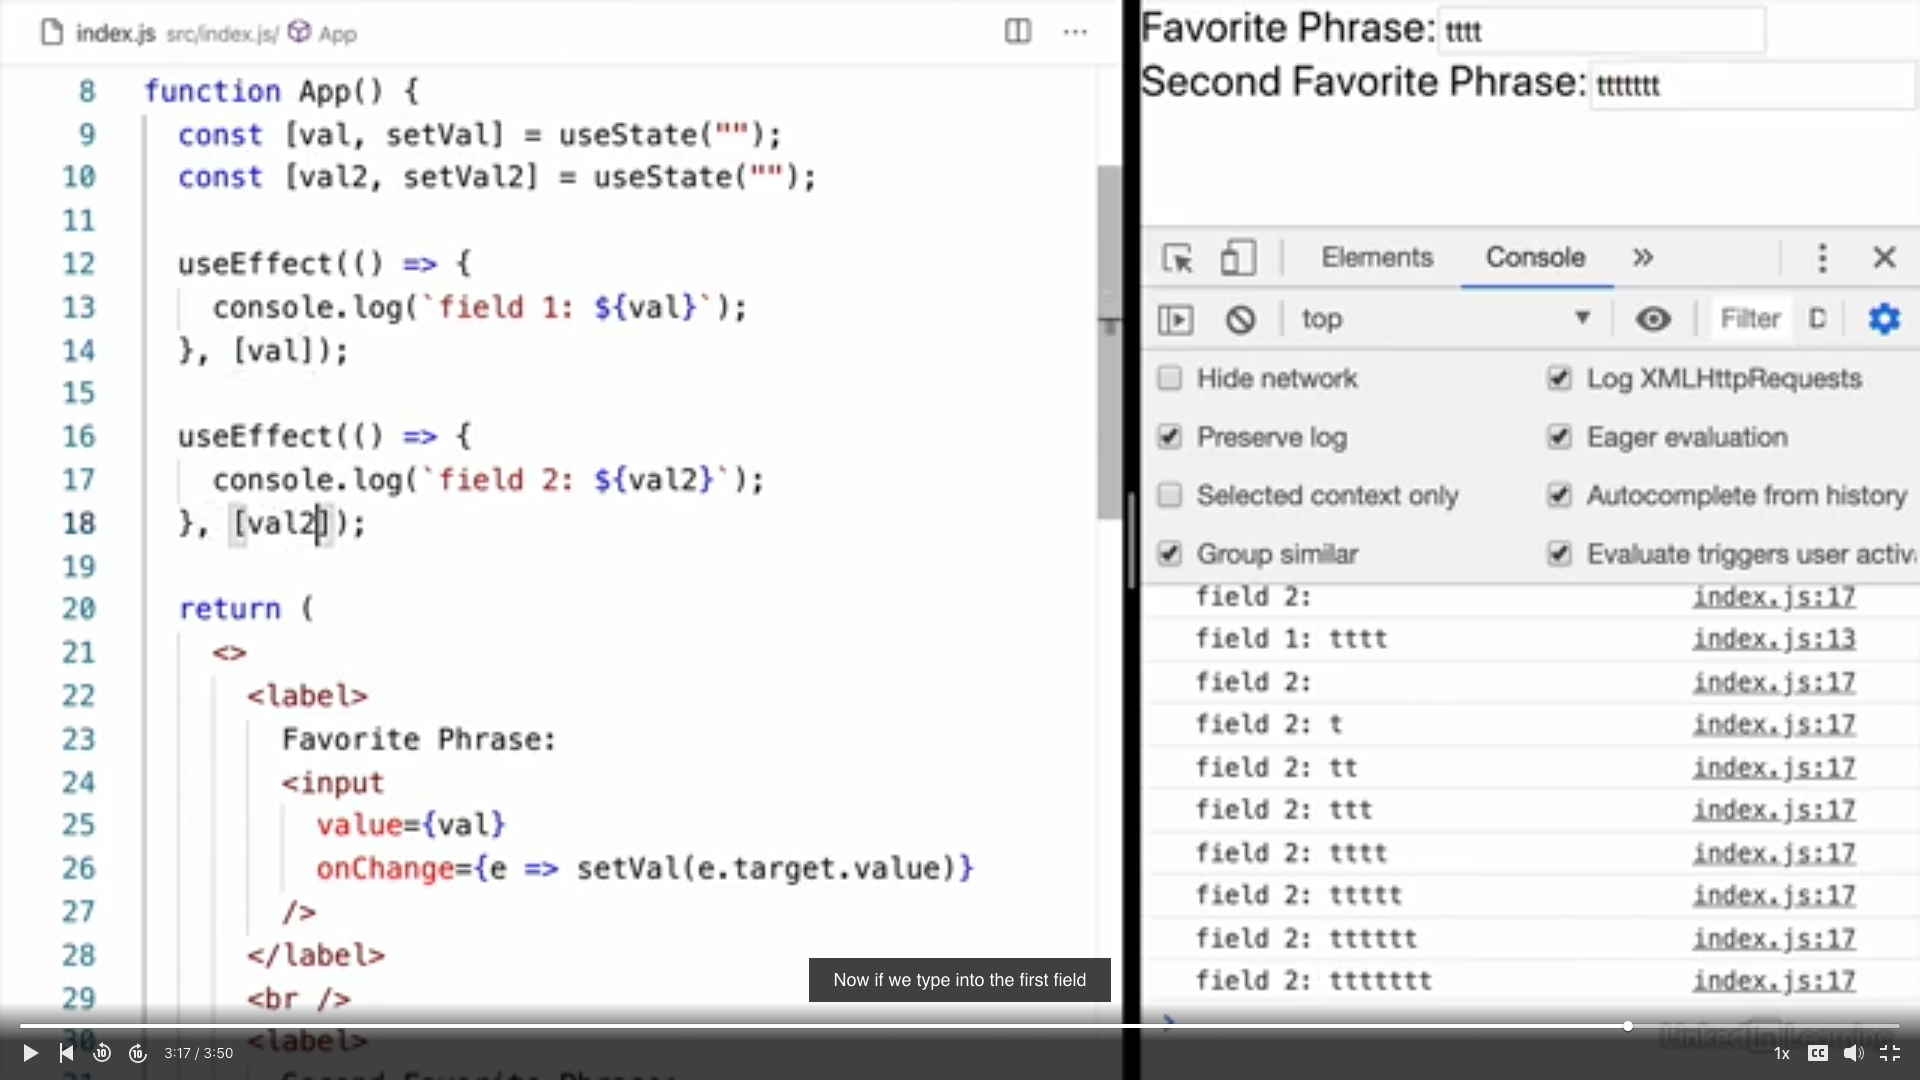 index.js src/index.js/ App
8 function App() {
9 const [val, setVal] = useState("");
10 const [val2, setVal2] = useState("");
11
12 useEffect(() => {
13 console.log(`field 1: ${val}`);
14 }, [val]);
15
16 useEffect(() => {
17 console.log(`field 2: ${val2}`);
18 }, [val2]);
19
20 return (
21 <>
22 <label>
23 Favorite Phrase:
24 <input
25 value={val}
26 onChange={e => setVal(e.target.value)}
27 />
28 </label>
29 <br />
30 <label>
Second Favorite Phrase:
Now if we type into the first field
3:17 / 3:50
Favorite Phrase: tttt
Second Favorite Phrase: ttttttt
Elements Console »
top Filter D
Hide network Log XMLHttpRequests
Preserve log Eager evaluation
Selected context only Autocomplete from history
Group similar Evaluate triggers user activ
field 2: index.js:17
field 1: tttt index.js:13
field 2: index.js:17
field 2: t index.js:17
field 2: tt index.js:17
field 2: ttt index.js:17
field 2: tttt index.js:17
field 2: ttttt index.js:17
field 2: tttttt index.js:17
field 2: ttttttt index.js:17
LinkedIn Learning
1x CC